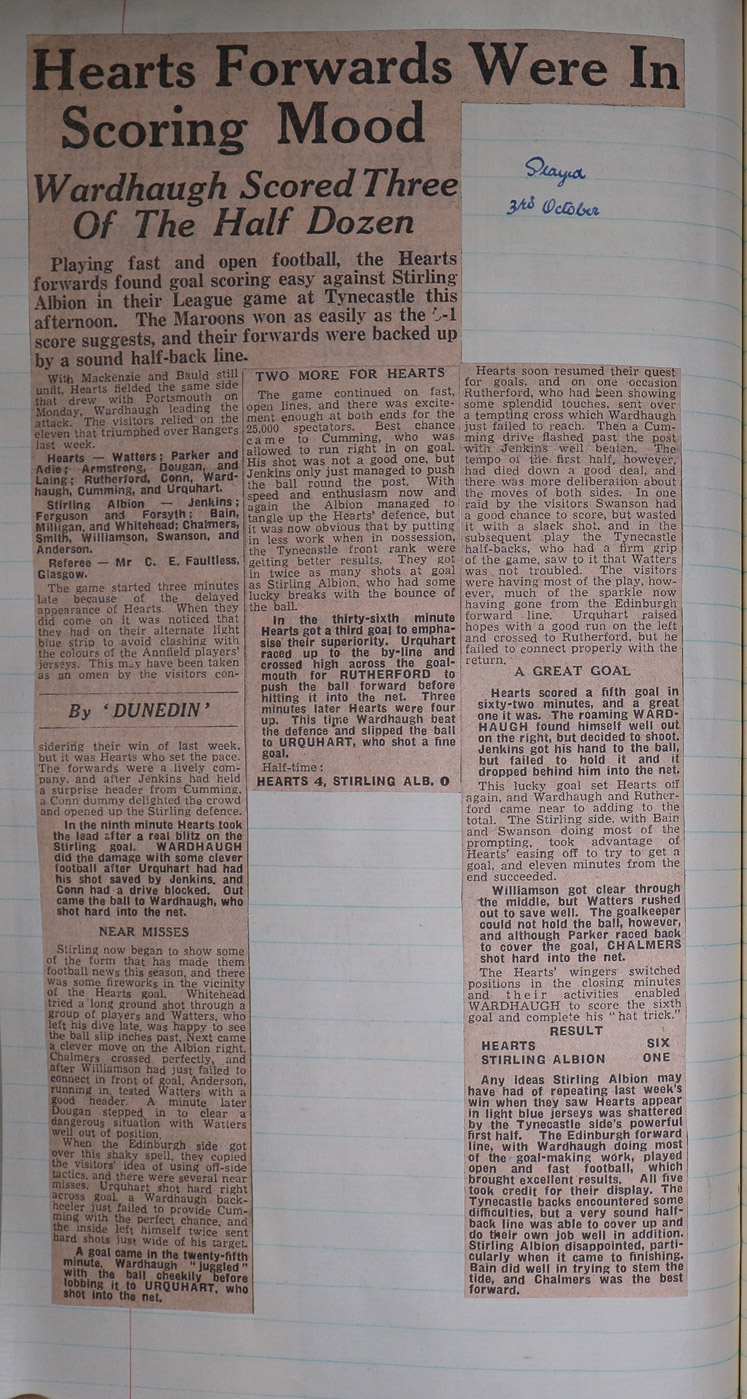 Hearts Forwards Were In
Scoring Mood
Wardhaugh Scored Three
Of The Half Dozen
Played
3rd October
Playing fast and open football, the Hearts
forwards found goal scoring easy against Stirling
Albion in their League game at Tynecastle this
afternoon. The Maroons won as easily as the -1
score suggests, and their forwards were backed up
by a sound half-back line.
With Mackenzie and Bauld still
unfit, Hearts fielded the same side
that drew with Portsmouth on
Monday, Wardhaugh leading the
attack. The visitors relied on the
eleven that triumphed over Rangers
last week.
Hearts — Watters; Parker and
Adie; Armstrong, Dougan, and
Laing; Rutherford, Conn, Ward-
haugh, Cumming, and Urquhart.
Stirling Albion — Jenkins;
Ferguson and Forsyth; Bain,
Milligan, and Whitehead; Chalmers,
Smith, Williamson, Swanson, and
Anderson.
Referee — Mr C. E. Faultless,
Glasgow.
The game started three minutes
late because of the delayed
appearance of Hearts. When they
did come on it was noticed that
they had on their alternate light
blue strip to avoid clashing with
the colours of the Annfield players'
jerseys. This may have been taken
as an omen by the visitors con-
By 'DUNEDIN'
sidering their win of last week,
but it was Hearts who set the pace.
The forwards were a lively com-
pany, and after Jenkins had held
a surprise header from Cumming,
a Conn dummy delighted the crowd
and opened up the Stirling defence.
In the ninth minute Hearts took
the lead after a real blitz on the
Stirling goal. WARDHAUGH
did the damage with some clever
football after Urquhart had had
his shot saved by Jenkins, and
Conn had a drive blocked. Out
came the ball to Wardhaugh, who
shot hard into the net.
NEAR MISSES
Stirling now began to show some
of the form that has made them
football news this season, and there
was some fireworks in the vicinity
of the Hearts goal. Whitehead
tried a long ground shot through a
group of players and Watters, who
left his dive late, was happy to see
the ball slip inches past. Next came
a clever move on the Albion right.
Chalmers crossed perfectly, and
after Williamson had just failed to
connect in front of goal, Anderson,
running in, tested Watters with a
good header. A minute later
Dougan stepped in to clear a
dangerous situation with Watters
well out of position.
When the Edinburgh side got
over this shaky spell, they copied
the visitors' idea of using off-side
tactics, and there were several near
misses. Urquhart shot hard right
across goal, a Wardhaugh back-
heeler just failed to provide Cum-
ming with the perfect chance, and
the inside left himself twice sent
hard shots just wide of his target.
A goal came in the twenty-fifth
minute. Wardhaugh "juggled"
with the ball cheekily before
lobbing it to URQUHART, who
shot into the net.
TWO MORE FOR HEARTS
The game continued on fast,
open lines, and there was excite-
ment enough at both ends for the
25,000 spectators. Best chance
came to Cumming, who was
allowed to run right in on goal.
His shot was not a good one, but
Jenkins only just managed to push
the ball round the post. With
speed and enthusiasm now and
again the Albion managed to
tangle up the Hearts' defence, but
it was now obvious that by putting
in less work when in possession,
the Tynecastle front rank were
getting better results. They got
in twice as many shots at goal
as Stirling Albion, who had some
lucky breaks with the bounce of
the ball.
In the thirty-sixth minute
Hearts got a third goal to empha-
sise their superiority. Urquhart
raced up to the by-line and
crossed high across the goal-
mouth for RUTHERFORD to
push the ball forward before
hitting it into the net. Three
minutes later Hearts were four
up. This time Wardhaugh beat
the defence and slipped the ball
to URQUHART, who shot a fine
goal.
Half-time:
HEARTS 4, STIRLING ALB. 0
Hearts soon resumed their quest
for goals, and on one occasion
Rutherford, who had been showing
some splendid touches, sent over
a tempting cross which Wardhaugh
just failed to reach. Then a Cum-
ming drive flashed past the post
with Jenkins well beaten. The
tempo of the first half, however,
had died down a good deal, and
there was more deliberation about
the moves of both sides. In one
raid by the visitors Swanson had
a good chance to score, but wasted
it with a slack shot, and in the
subsequent play the Tynecastle
half-backs, who had a firm grip
of the game, saw to it that Watters
was not troubled. The visitors
were having most of the play, how-
ever, much of the sparkle now
having gone from the Edinburgh
forward line. Urquhart raised
hopes with a good run on the left
and crossed to Rutherford, but he
failed to connect properly with the
return.
A GREAT GOAL
Hearts scored a fifth goal in
sixty-two minutes, and a great
one it was. The roaming WARD-
HAUGH found himself well out
on the right, but decided to shoot.
Jenkins got his hand to the ball,
but failed to hold it and it
dropped behind him into the net.
This lucky goal set Hearts off
again, and Wardhaugh and Ruther-
ford came near to adding to the
total. The Stirling side, with Bain
and Swanson doing most of the
prompting, took advantage of
Hearts' easing off to try to get a
goal, and eleven minutes from the
end succeeded.
Williamson got clear through
the middle, but Watters rushed
out to save well. The goalkeeper
could not hold the ball, however,
and although Parker raced back
to cover the goal, CHALMERS
shot hard into the net.
The Hearts' wingers switched
positions in the closing minutes
and their activities enabled
WARDHAUGH to score the sixth
goal and complete his "hat trick."
RESULT
HEARTS SIX
STIRLING ALBION ONE
Any ideas Stirling Albion may
have had of repeating last week's
win when they saw Hearts appear
in light blue jerseys was shattered
by the Tynecastle side's powerful
first half. The Edinburgh forward
line, with Wardhaugh doing most
of the goal-making work, played
open and fast football, which
brought excellent results. All five
took credit for their display. The
Tynecastle backs encountered some
difficulties, but a very sound half-
back line was able to cover up and
do their own job well in addition.
Stirling Albion disappointed, parti-
cularly when it came to finishing.
Bain did well in trying to stem the
tide, and Chalmers was the best
forward.